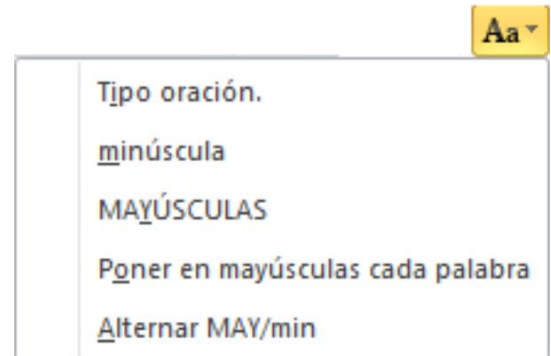 Aa
Tipo oración.
minúscula
MAYÚSCULAS
Poner en mayúsculas cada palabra
Alternar MAY/min